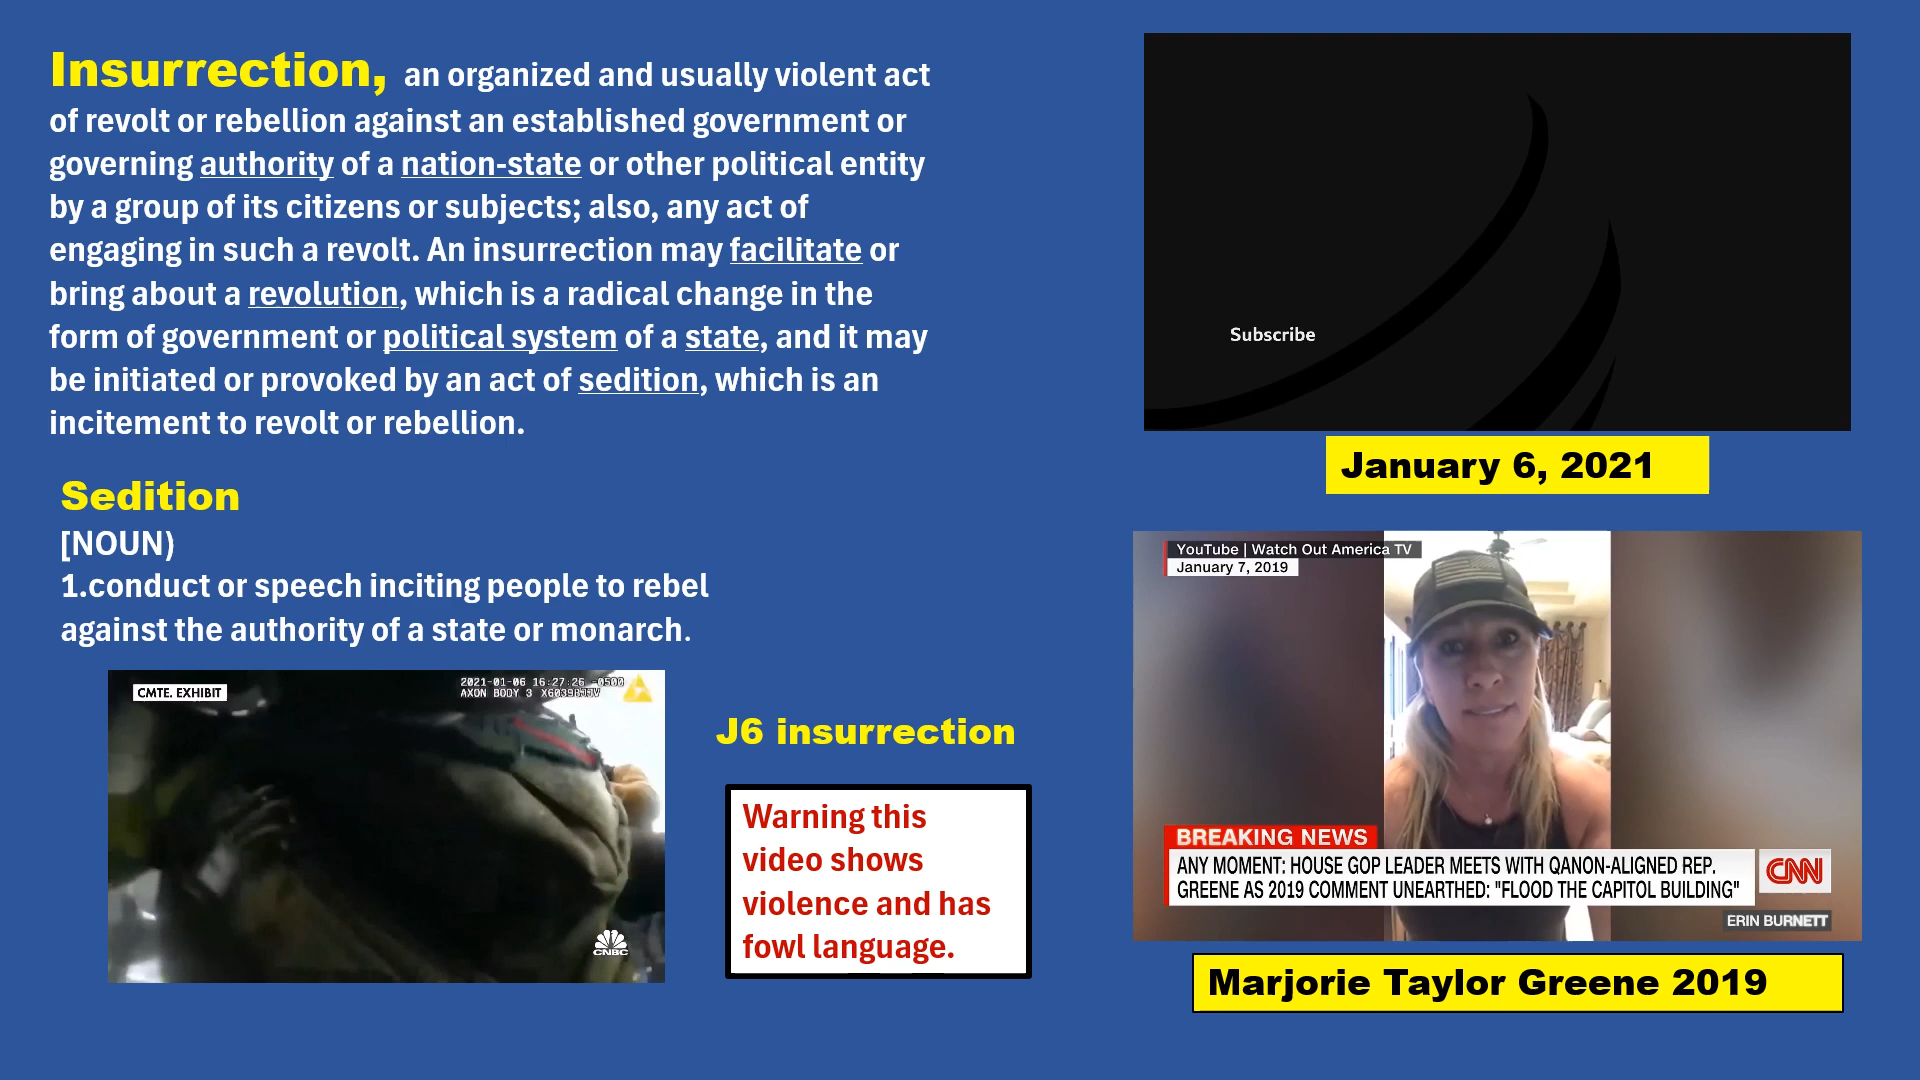 Insurrection, an organized and usually violent act
of revolt or rebellion against an established government or
governing authority of a nation-state or other political entity
by a group of its citizens or subjects; also, any act of
engaging in such a revolt. An insurrection may facilitate or
bring about a revolution, which is a radical change in the
form of government or political system of a state, and it may
be initiated or provoked by an act of sedition, which is an
incitement to revolt or rebellion.
Sedition
[NOUN)
1.conduct or speech inciting people to rebel
against the authority of a state or monarch.
CMTE. EXHIBIT
2021-01-06 16:27:26 -0500
AXON BODY 3
CNBC
J6 insurrection
Warning this
video shows
violence and has
fowl language.
Subscribe
January 6, 2021
YouTube | Watch Out America TV
January 7, 2019
BREAKING NEWS
ANY MOMENT: HOUSE GOP LEADER MEETS WITH QANON-ALIGNED REP.
GREENE AS 2019 COMMENT UNEARTHED: "FLOOD THE CAPITOL BUILDING"
CNN
ERIN BURNETT
Marjorie Taylor Greene 2019